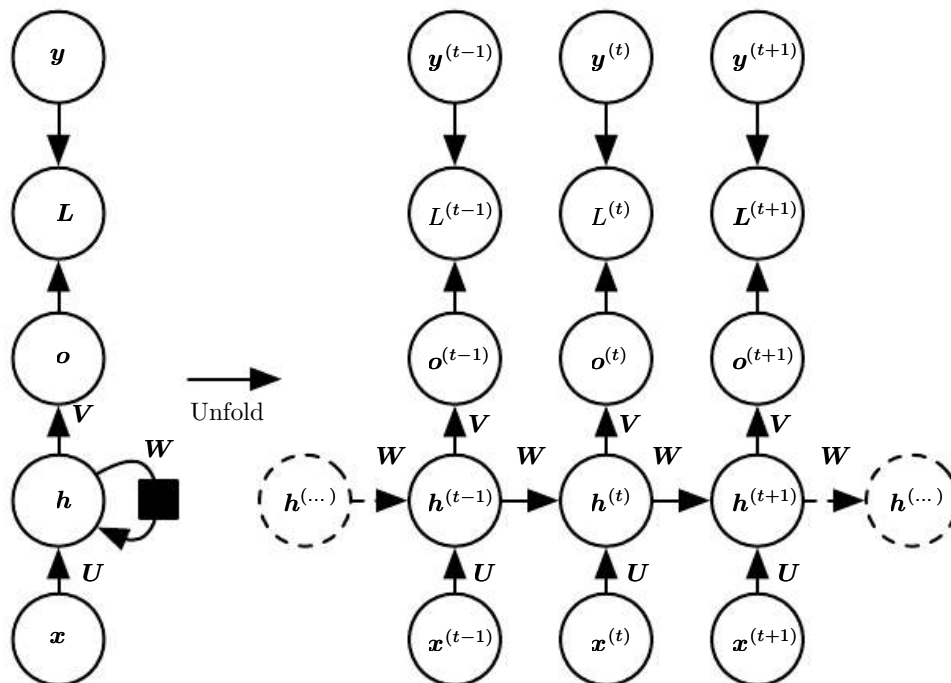 y y^(t−1) y^(t) y^(t+1)
L L^(t−1) L^(t) L^(t+1)
o o^(t−1) o^(t) o^(t+1)
V Unfold V V V
W W W W W
h h^(...) h^(t−1) h^(t) h^(t+1) h^(...)
U U U U
x x^(t−1) x^(t) x^(t+1)